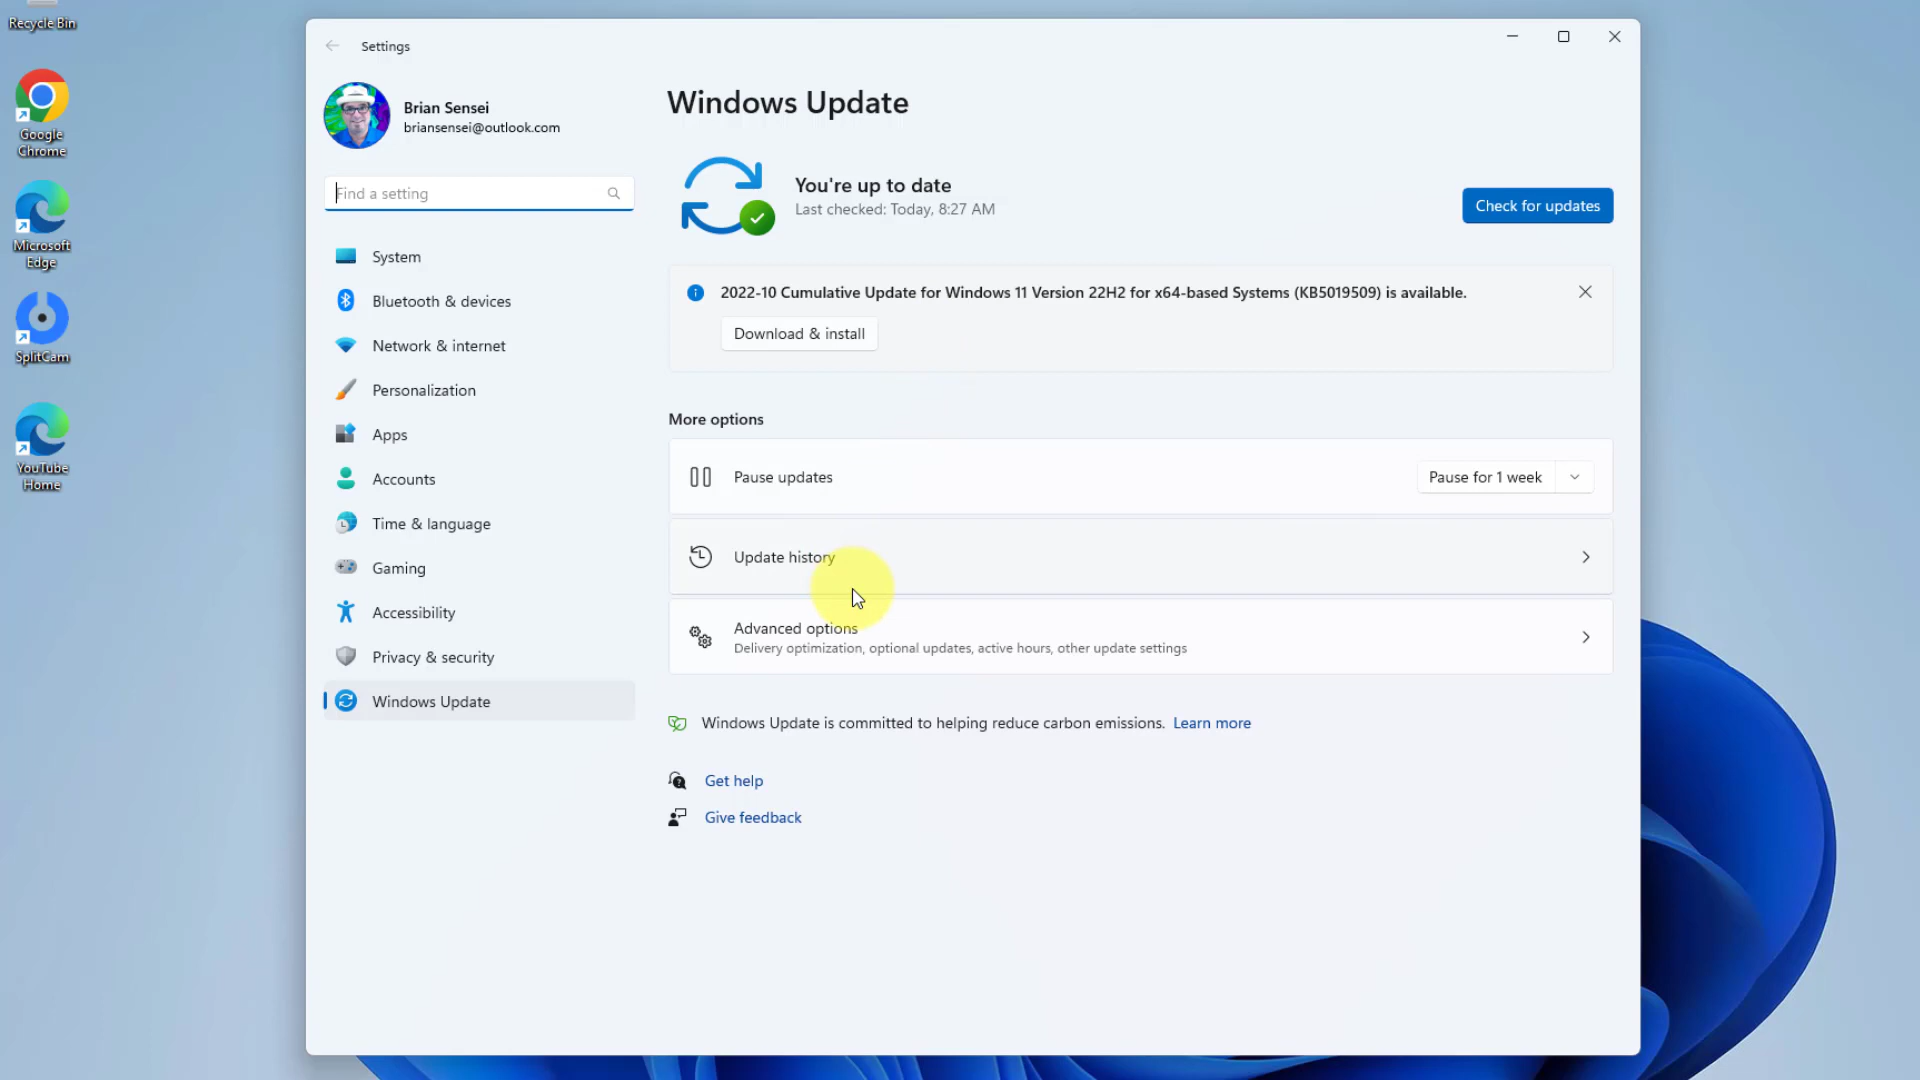 Recycle Bin
Google
Chrome
Microsoft
Edge
SplitCam
YouTube
Home
Settings
Brian Sensei
briansensei@outlook.com
Find a setting
System
Bluetooth & devices
Network & internet
Personalization
Apps
Accounts
Time & language
Gaming
Accessibility
Privacy & security
Windows Update
Windows Update
You're up to date
Last checked: Today, 8:27 AM
Check for updates
2022-10 Cumulative Update for Windows 11 Version 22H2 for x64-based Systems (KB5019509) is available.
Download & install
More options
Pause updates
Pause for 1 week
Update history
Advanced options
Delivery optimization, optional updates, active hours, other update settings
Windows Update is committed to helping reduce carbon emissions. Learn more
Get help
Give feedback